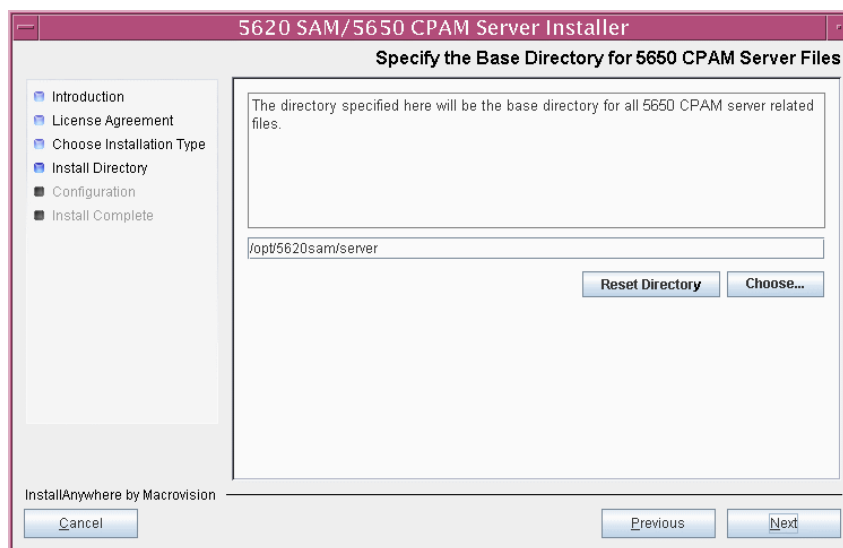 5620 SAM/5650 CPAM Server Installer
Specify the Base Directory for 5650 CPAM Server Files
Introduction
License Agreement
Choose Installation Type
Install Directory
Configuration
Install Complete
The directory specified here will be the base directory for all 5650 CPAM server related
files.
/opt/5620sam/server
Reset Directory
Choose...
InstallAnywhere by Macrovision
Cancel
Previous
Next